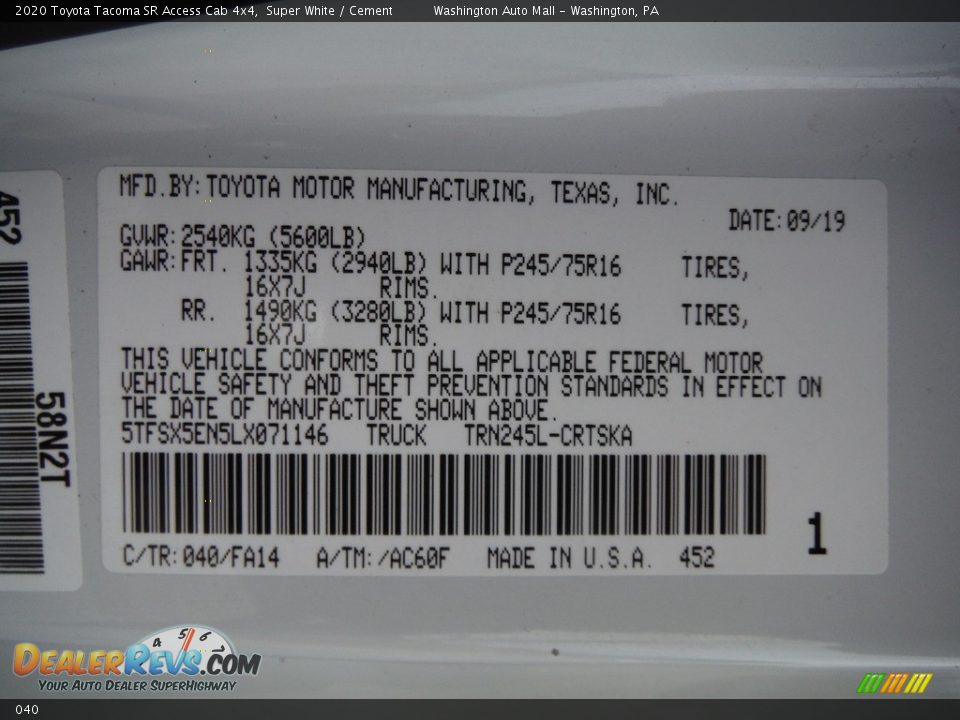 2020 Toyota Tacoma SR Access Cab 4x4, Super White / Cement Washington Auto Mall - Washington, PA
MFD.BY:TOYOTA MOTOR MANUFACTURING, TEXAS, INC.
DATE:09/19
GVWR:2540KG (5600LB)
GAWR:FRT. 1335KG (2940LB) WITH P245/75R16 TIRES,
16X7J RIMS.
RR. 1490KG (3280LB) WITH P245/75R16 TIRES,
16X7J RIMS.
THIS VEHICLE CONFORMS TO ALL APPLICABLE FEDERAL MOTOR
VEHICLE SAFETY AND THEFT PREVENTION STANDARDS IN EFFECT ON
THE DATE OF MANUFACTURE SHOWN ABOVE.
5TFSX5EN5LX071146 TRUCK TRN245L-CRTSKA
C/TR:040/FA14 A/TM:/AC60F MADE IN U.S.A. 452
1
452
58N2T
4 5 6 7
DEALERREVS.COM
YOUR AUTO DEALER SUPERHIGHWAY
040